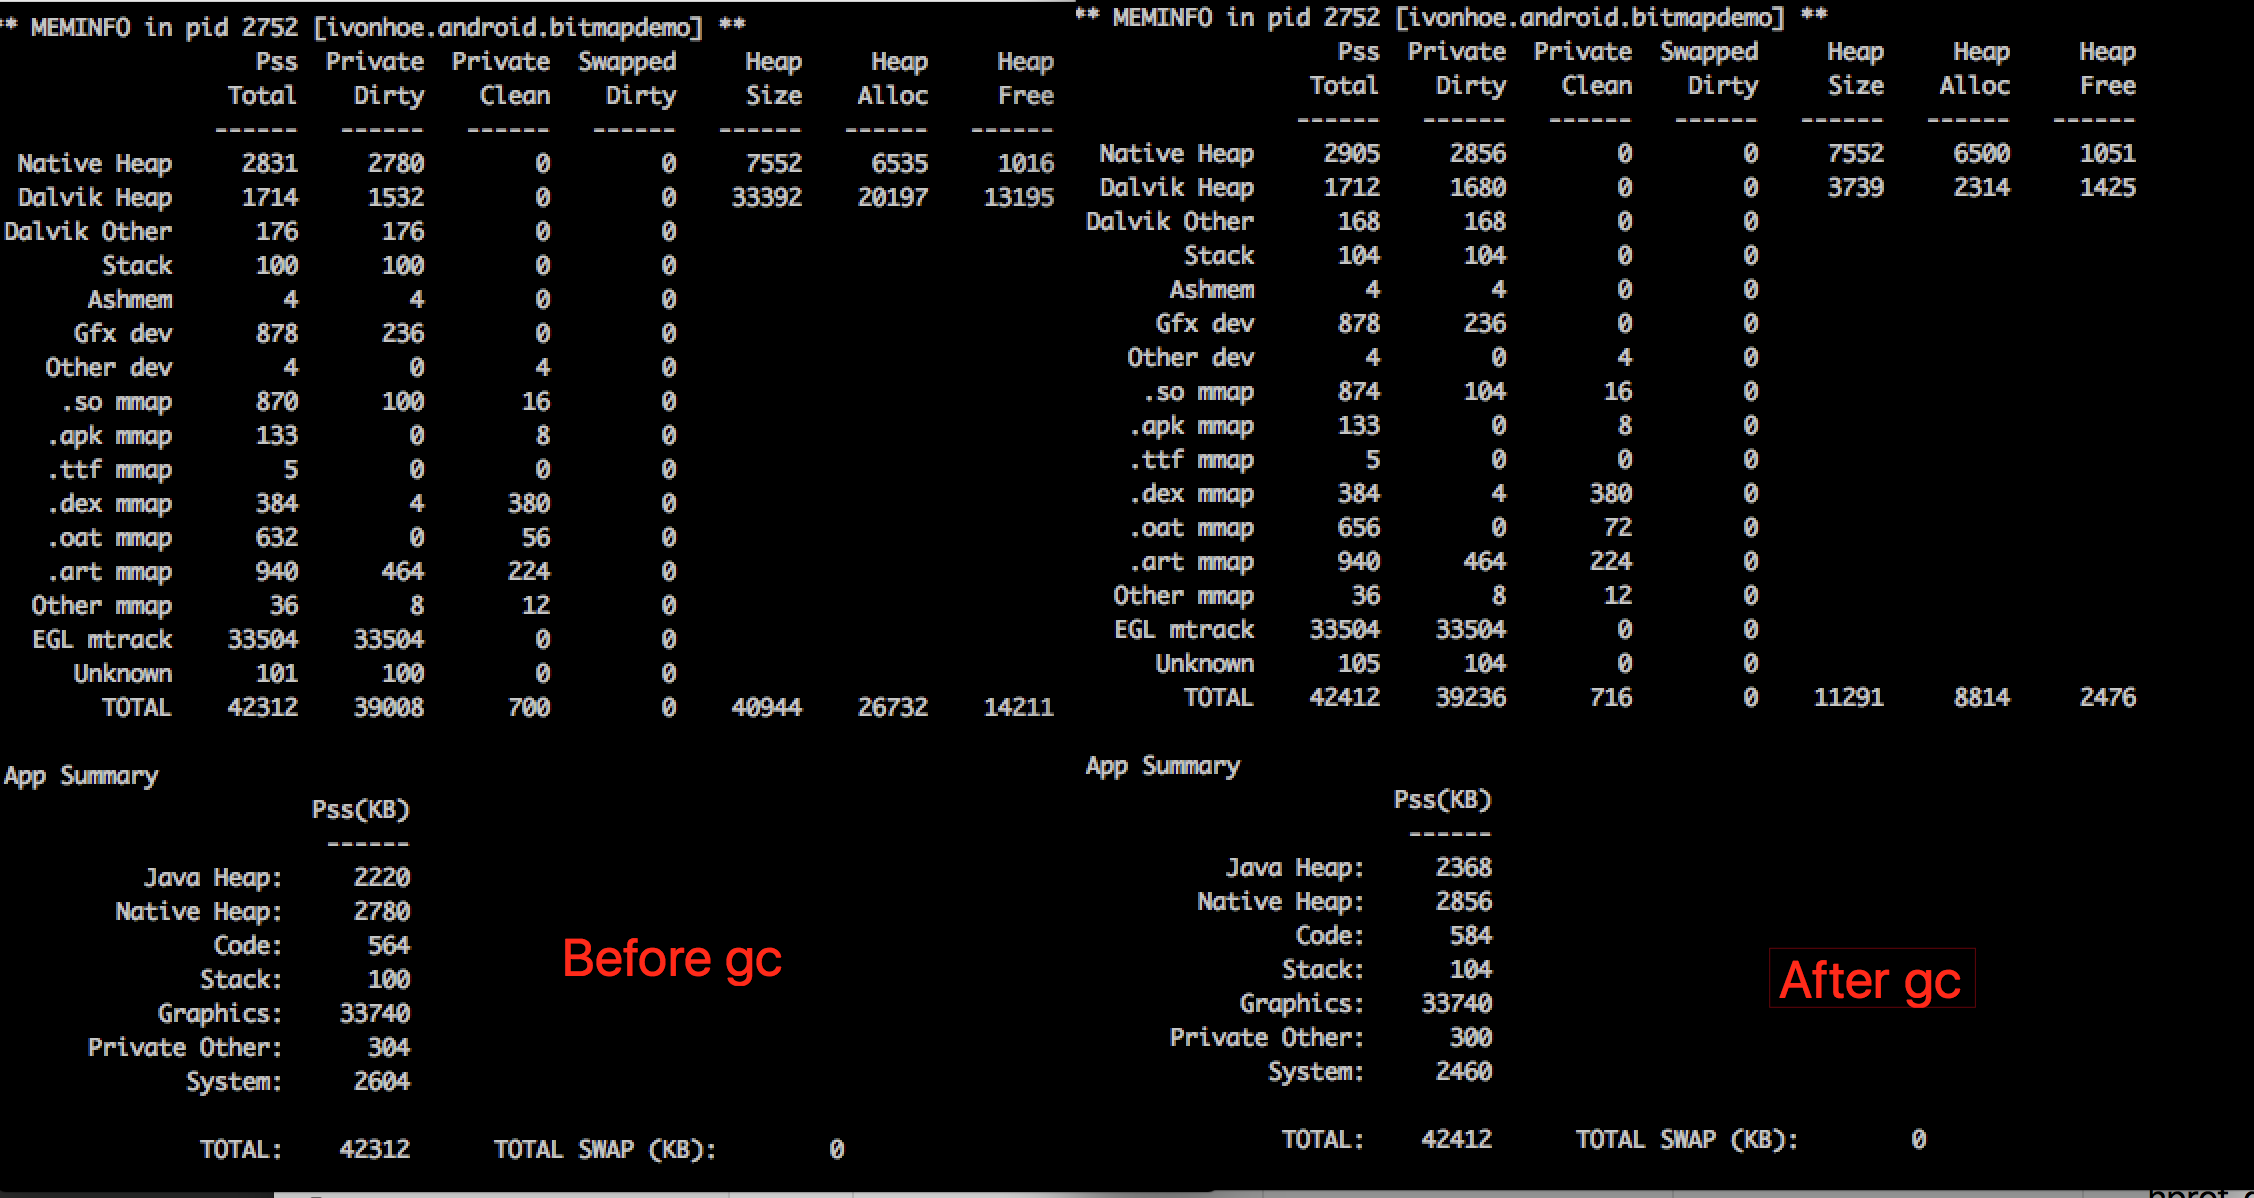 ** MEMINFO in pid 2752 [ivonhoe.android.bitmapdemo] **
Pss Private Private Swapped Heap Heap Heap
Total Dirty Clean Dirty Size Alloc Free
------ ------ ------ ------ ------ ------ ------
Native Heap 2831 2780 0 0 7552 6535 1016
Dalvik Heap 1714 1532 0 0 33392 20197 13195
Dalvik Other 176 176 0 0
Stack 100 100 0 0
Ashmem 4 4 0 0
Gfx dev 878 236 0 0
Other dev 4 0 4 0
.so mmap 870 100 16 0
.apk mmap 133 0 8 0
.ttf mmap 5 0 0 0
.dex mmap 384 4 380 0
.oat mmap 632 0 56 0
.art mmap 940 464 224 0
Other mmap 36 8 12 0
EGL mtrack 33504 33504 0 0
Unknown 101 100 0 0
TOTAL 42312 39008 700 0 40944 26732 14211
App Summary
Pss(KB)
------
Java Heap: 2220
Native Heap: 2780
Code: 564
Stack: 100
Graphics: 33740
Private Other: 304
System: 2604
TOTAL: 42312 TOTAL SWAP (KB): 0
Before gc
** MEMINFO in pid 2752 [ivonhoe.android.bitmapdemo] **
Pss Private Private Swapped Heap Heap Heap
Total Dirty Clean Dirty Size Alloc Free
------ ------ ------ ------ ------ ------ ------
Native Heap 2905 2856 0 0 7552 6500 1051
Dalvik Heap 1712 1680 0 0 3739 2314 1425
Dalvik Other 168 168 0 0
Stack 104 104 0 0
Ashmem 4 4 0 0
Gfx dev 878 236 0 0
Other dev 4 0 4 0
.so mmap 874 104 16 0
.apk mmap 133 0 8 0
.ttf mmap 5 0 0 0
.dex mmap 384 4 380 0
.oat mmap 656 0 72 0
.art mmap 940 464 224 0
Other mmap 36 8 12 0
EGL mtrack 33504 33504 0 0
Unknown 105 104 0 0
TOTAL 42412 39236 716 0 11291 8814 2476
App Summary
Pss(KB)
------
Java Heap: 2368
Native Heap: 2856
Code: 584
Stack: 104
Graphics: 33740
Private Other: 300
System: 2460
TOTAL: 42412 TOTAL SWAP (KB): 0
After gc